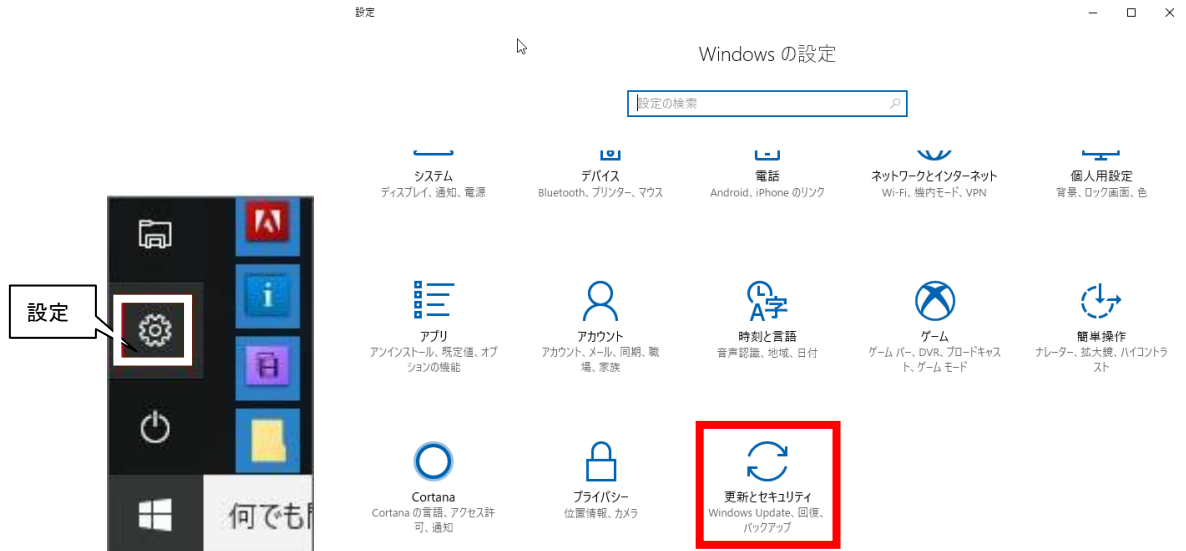 設定
Windows の設定
設定の検索
システム
ディスプレイ、通知、電源
デバイス
Bluetooth、プリンター、マウス
電話
Android、iPhone のリンク
ネットワークとインターネット
Wi-Fi、機内モード、VPN
個人用設定
背景、ロック画面、色
設定
アプリ
アンインストール、既定値、オプ
ションの機能
アカウント
アカウント、メール、同期、職
場、家族
時刻と言語
音声認識、地域、日付
ゲーム
ゲーム バー、DVR、ブロードキャス
ト、ゲーム モード
簡単操作
ナレーター、拡大鏡、ハイコントラ
スト
Cortana
Cortana の言語、アクセス許
可、通知
プライバシー
位置情報、カメラ
更新とセキュリティ
Windows Update、回復、
バックアップ
何でも